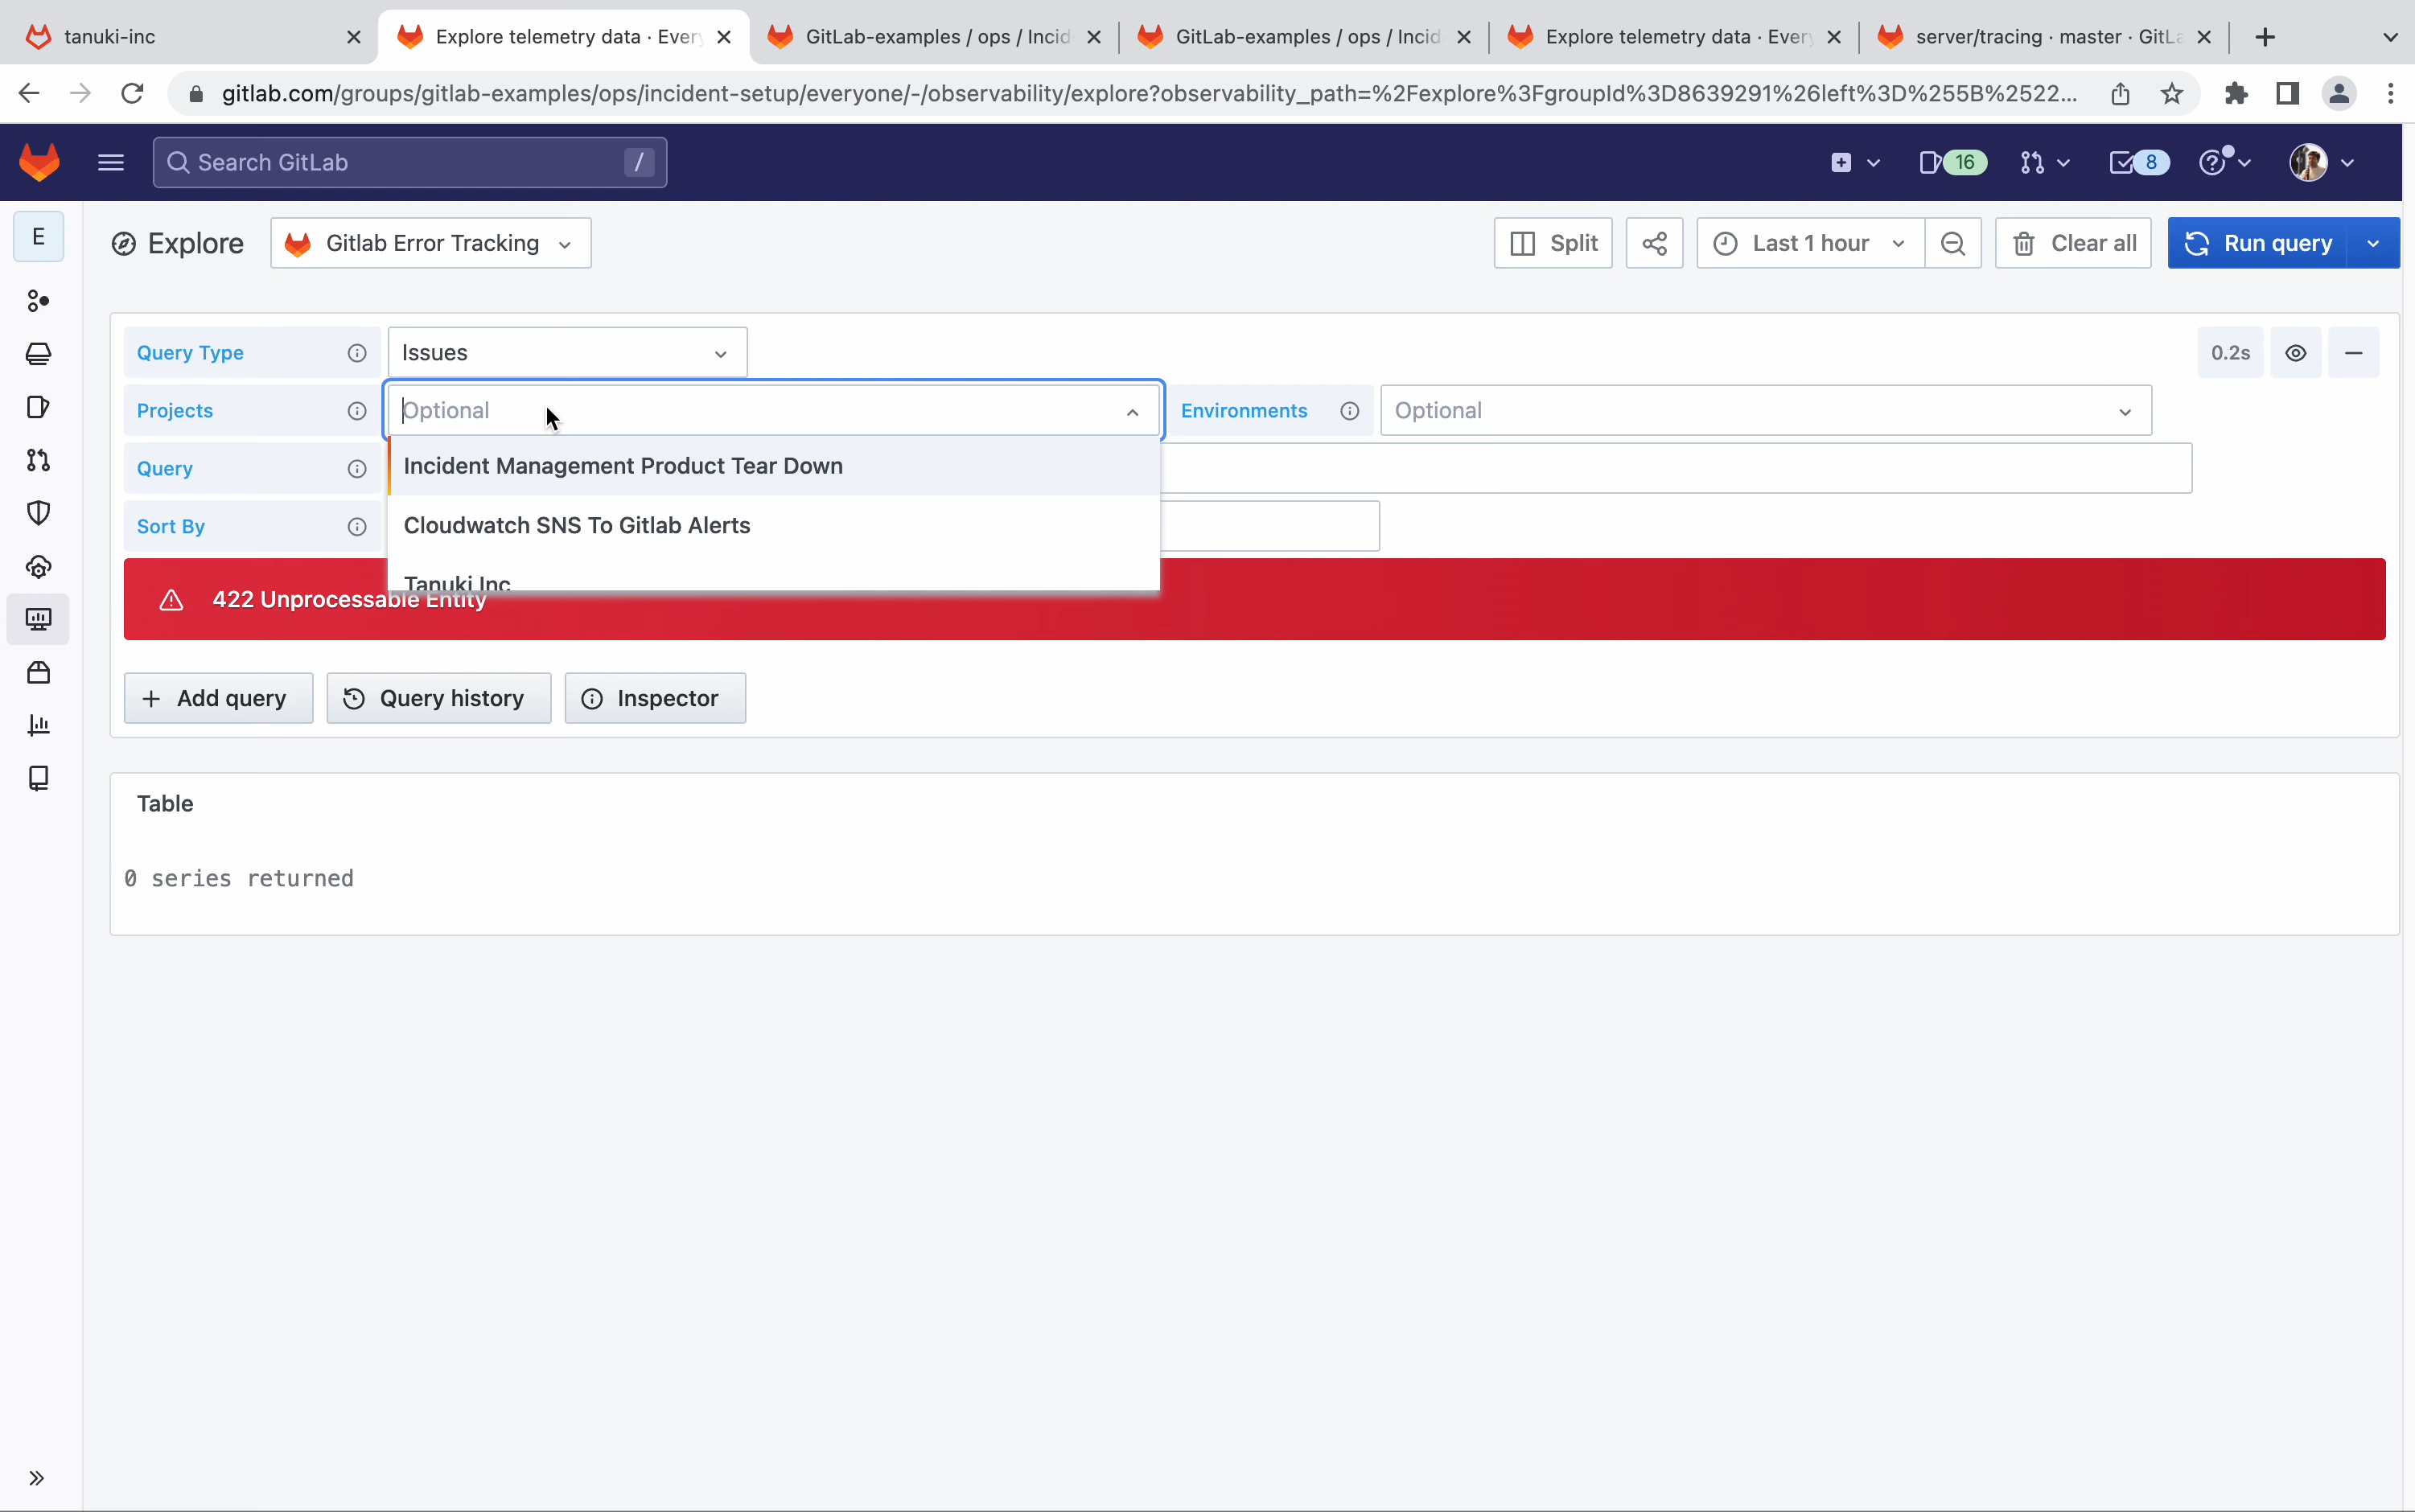 tanuki-inc
Explore telemetry data · Every
GitLab-examples / ops / Incid
GitLab-examples / ops / Incid
Explore telemetry data · Every
server/tracing · master · GitLa
gitlab.com/groups/gitlab-examples/ops/incident-setup/everyone/-/observability/explore?observability_path=%2Fexplore%3FgroupId%3D8639291%26left%3D%255B%2522...
Search GitLab /
16
8
E
Explore
Gitlab Error Tracking
Split
Last 1 hour
Clear all
Run query
Query Type
Issues
0.2s
Projects
Optional
Environments
Optional
Query
Incident Management Product Tear Down
Sort By
Cloudwatch SNS To Gitlab Alerts
Tanuki Inc
422 Unprocessable Entity
Add query
Query history
Inspector
Table
0 series returned